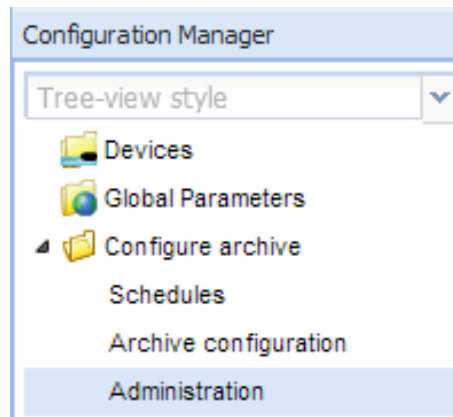 Configuration Manager
Tree-view style
Devices
Global Parameters
Configure archive
Schedules
Archive configuration
Administration